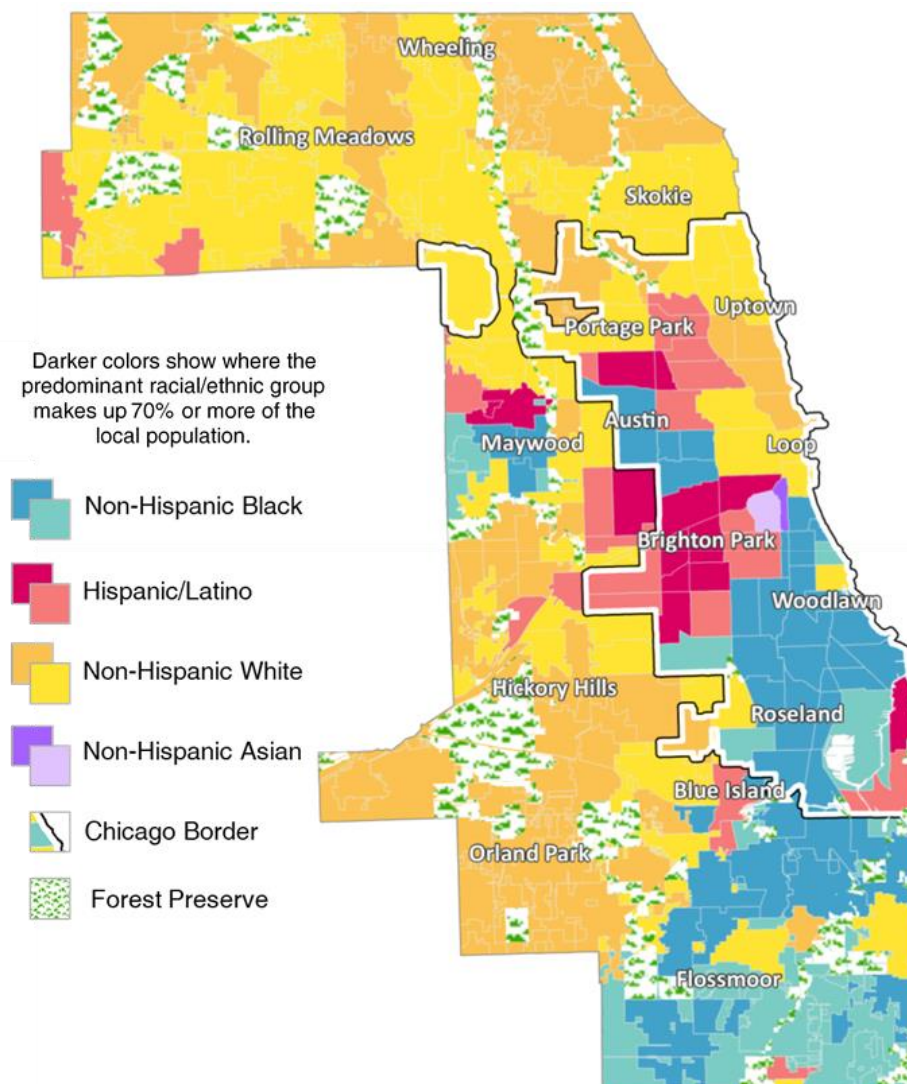 Wheeling
Rolling Meadows
Skokie
Uptown
Portage Park
Darker colors show where the
predominant racial/ethnic group
makes up 70% or more of the
local population.
Austin
Maywood
Loop
Non-Hispanic Black
Brighton Park
Hispanic/Latino
Woodlawn
Non-Hispanic White
Hickory Hills
Roseland
Non-Hispanic Asian
Blue Island
Chicago Border
Orland Park
Forest Preserve
Flossmoor